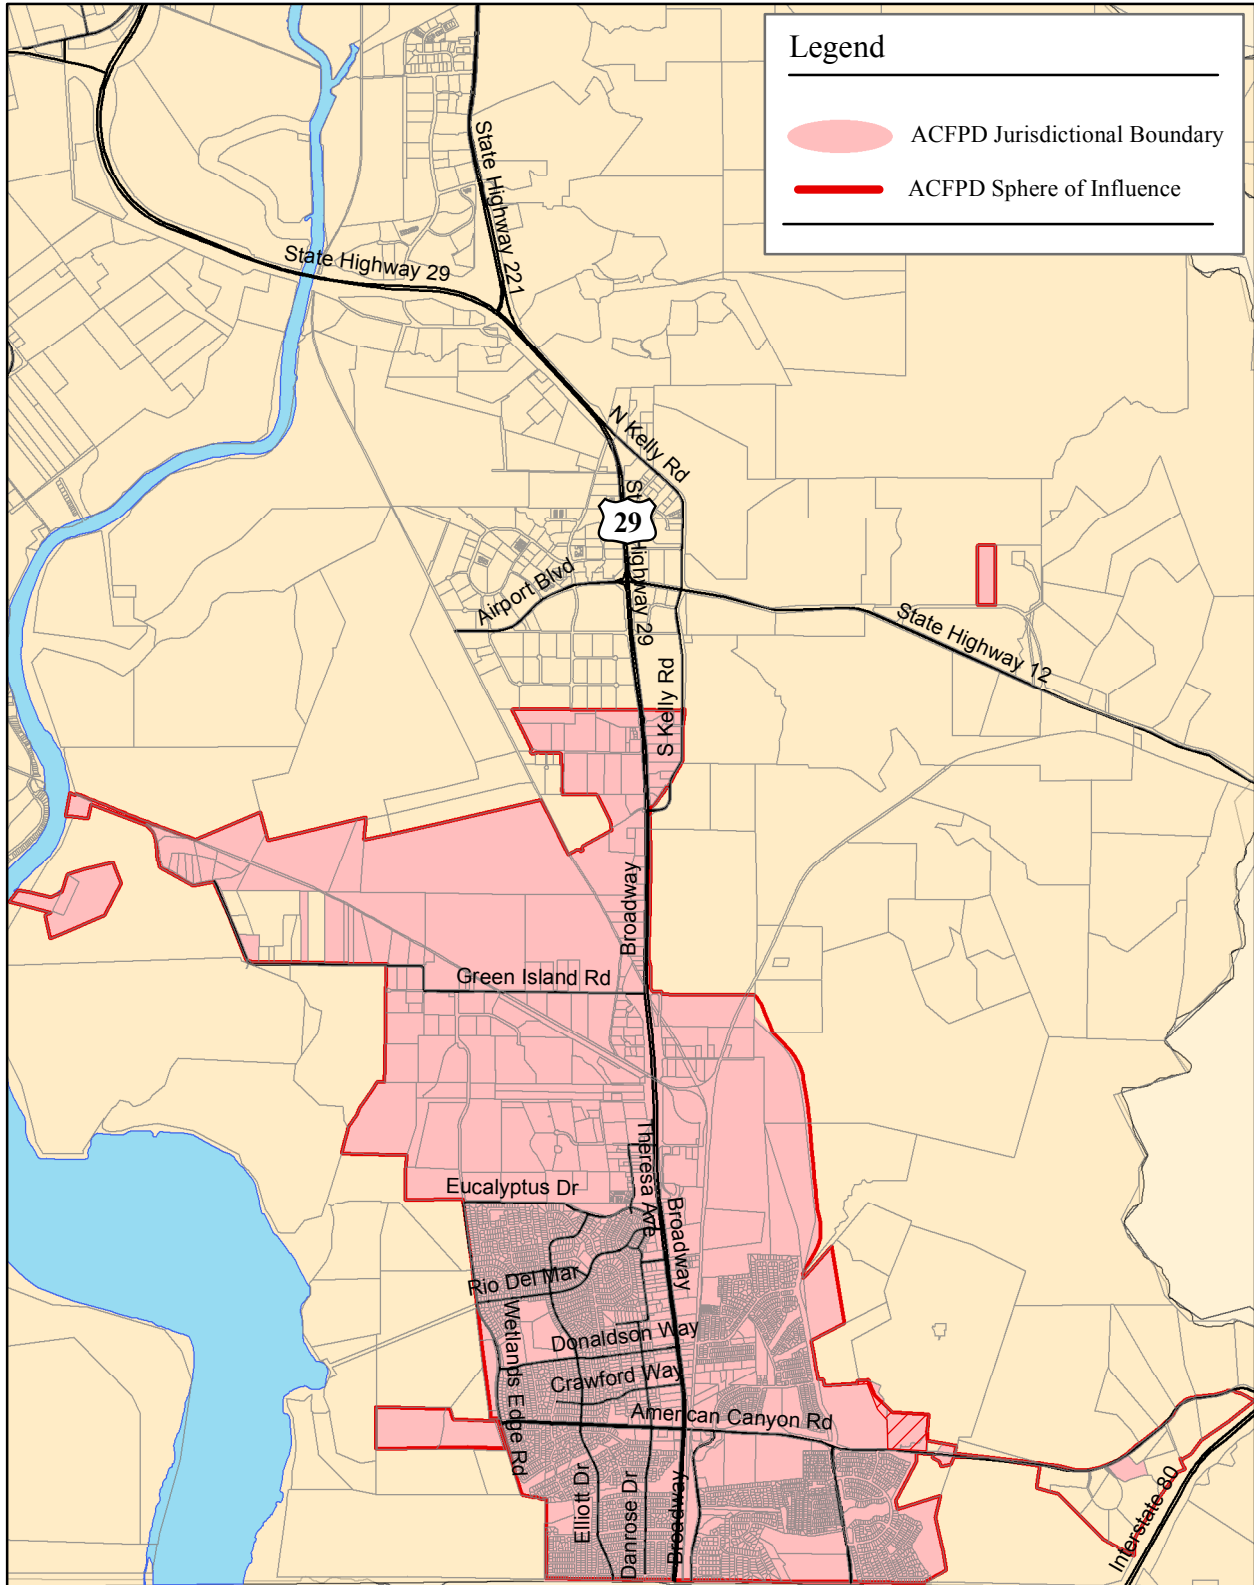 Legend
ACFPD Jurisdictional Boundary
ACFPD Sphere of Influence
State Highway 221
State Highway 29
N Kelly Rd
State Highway 29
29
Airport Blvd
State Highway 12
S Kelly Rd
Broadway
Green Island Rd
Theresa Ave
Eucalyptus Dr
Broadway
Rio Del Mar
Wetlands Edge Rd
Donaldson Way
Crawford Way
American Canyon Rd
Elliott Dr
Danrose Dr
Broadway
Interstate 80